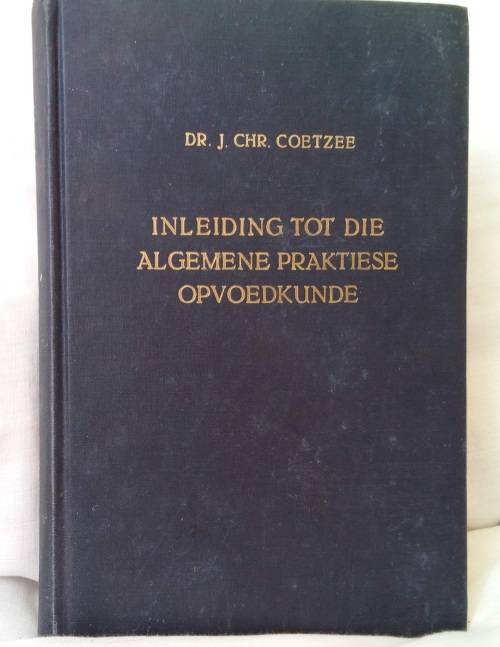 DR. J. CHR. COETZEE
INLEIDING TOT DIE
ALGEMENE PRAKTIESE
OPVOEDKUNDE